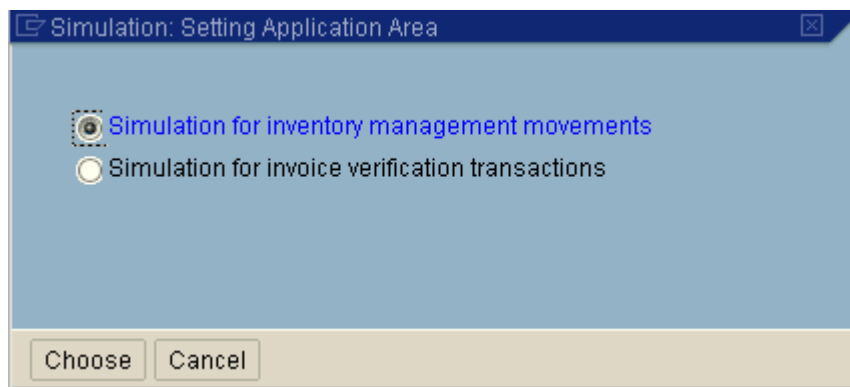 Simulation: Setting Application Area
Simulation for inventory management movements
Simulation for invoice verification transactions
Choose Cancel